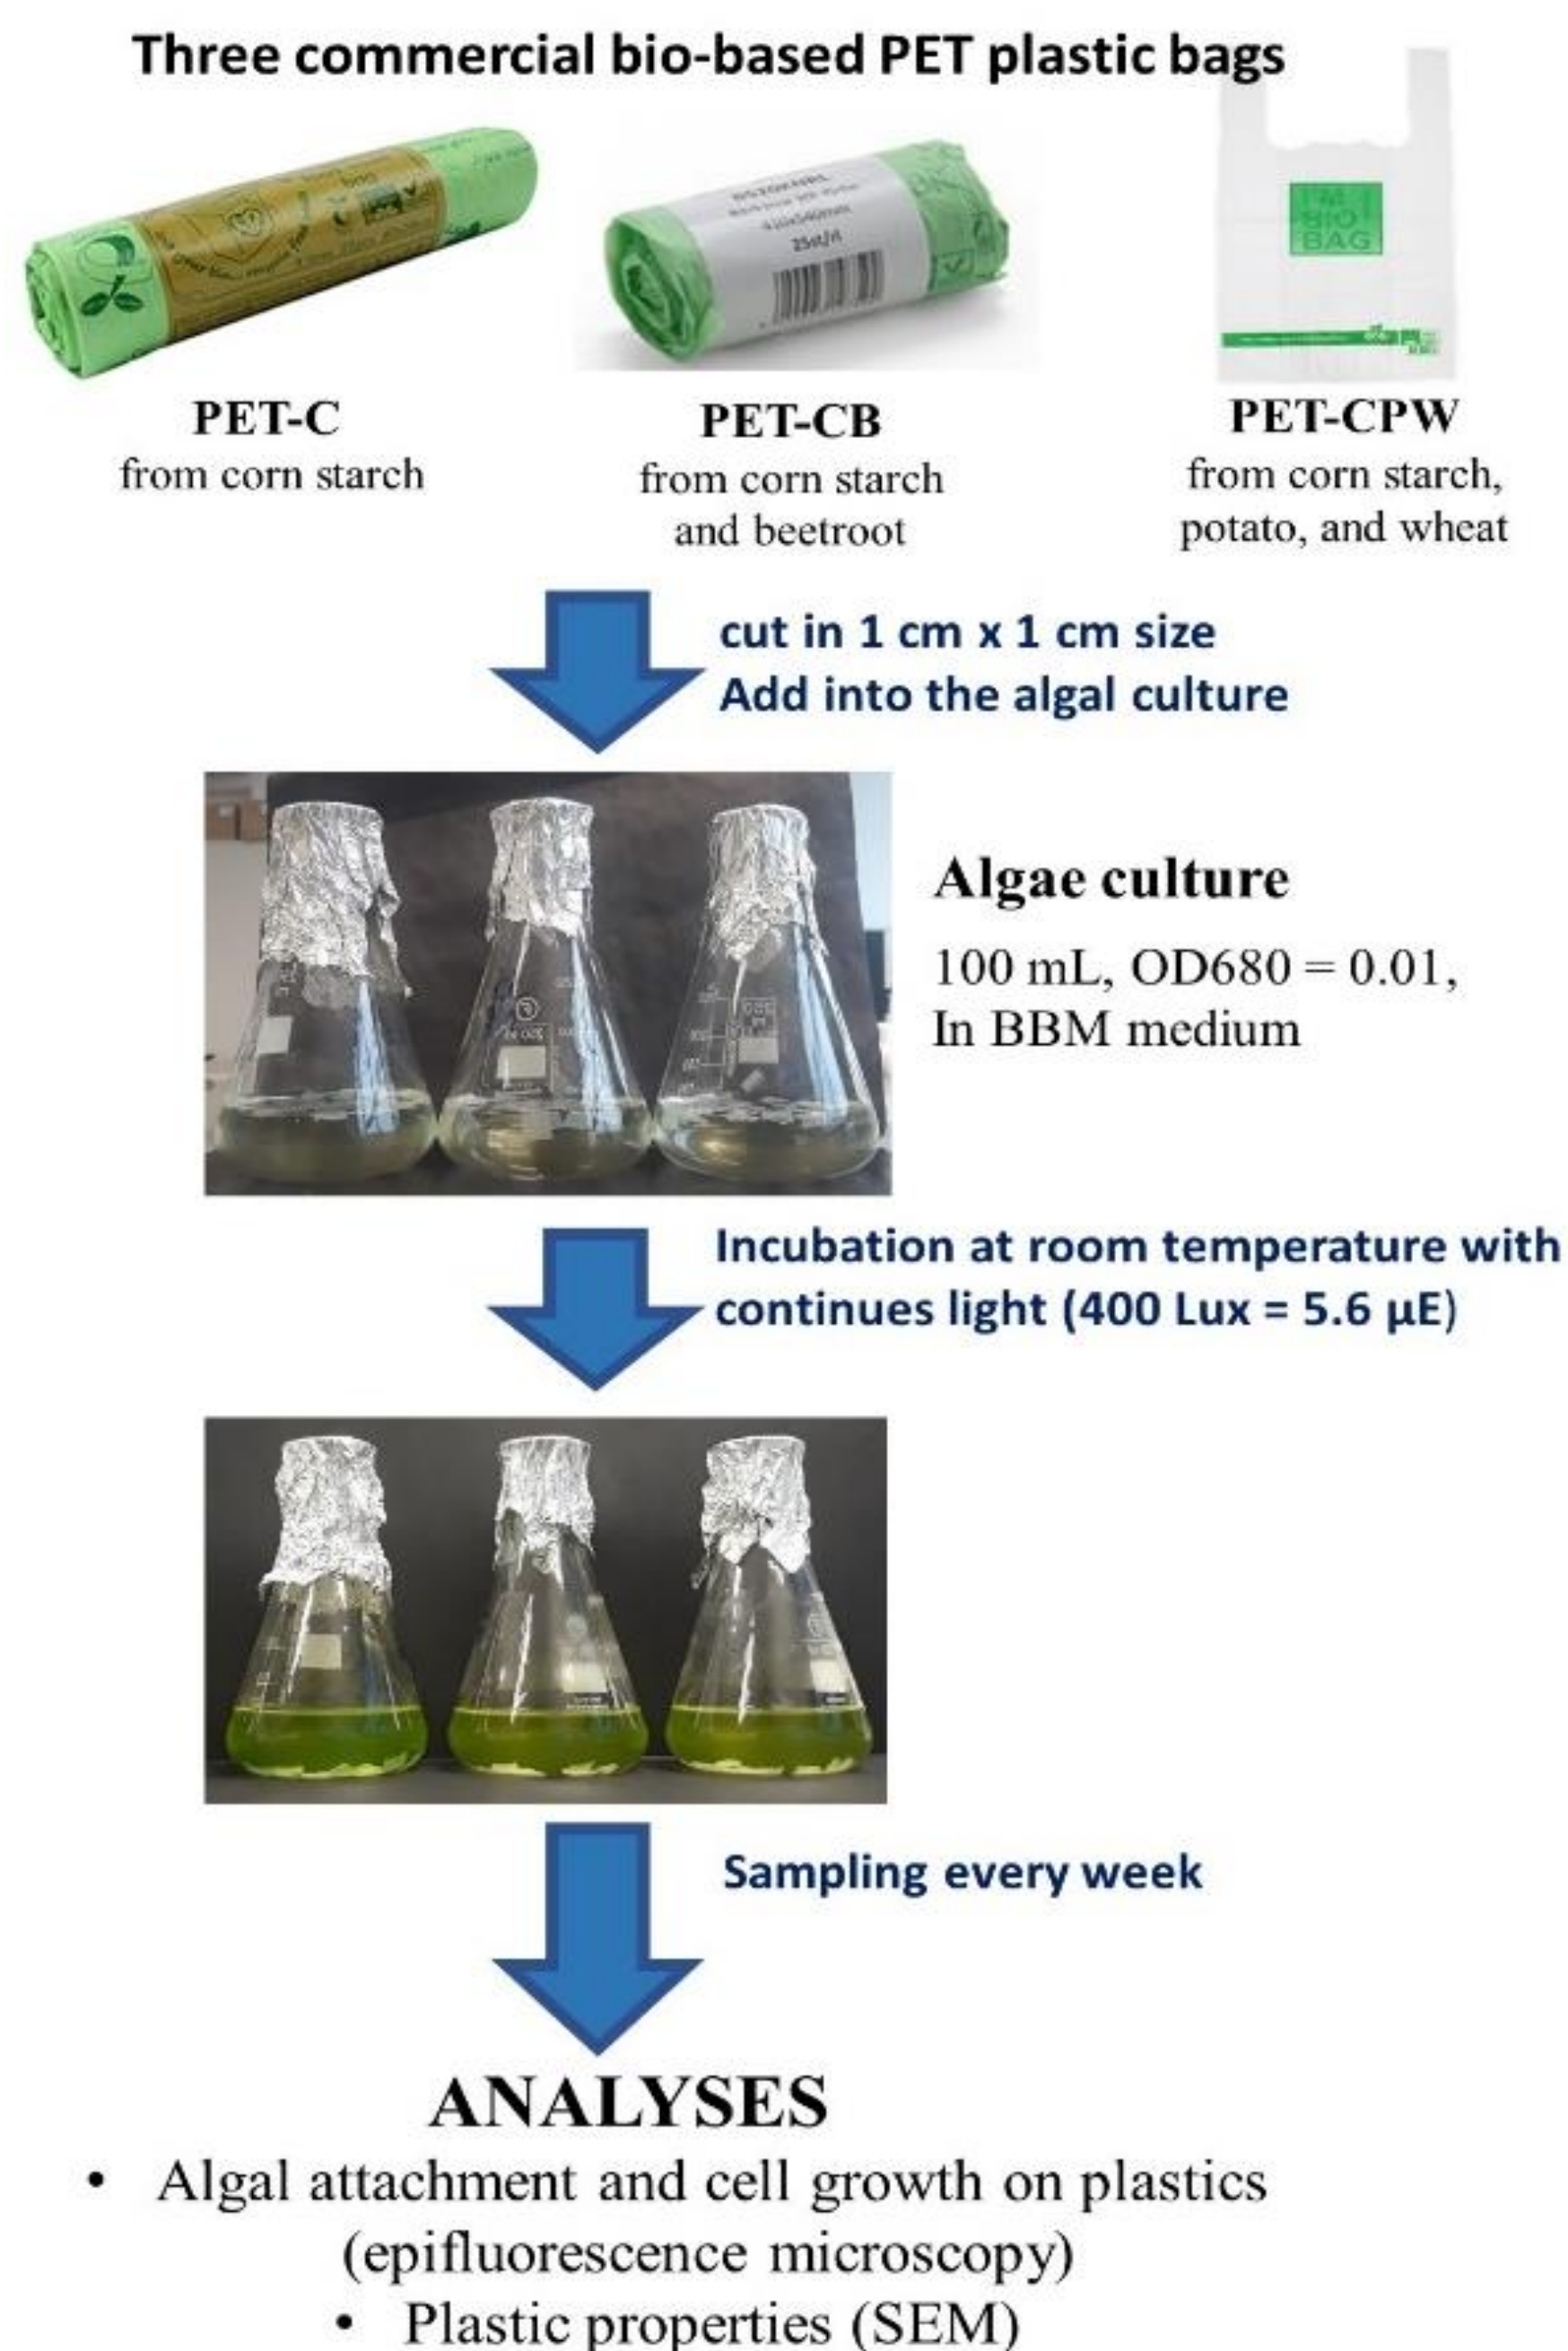 Three commercial bio-based PET plastic bags
25st/rl
I'M
BIO
BAG
PET-C
from corn starch
PET-CB
from corn starch
and beetroot
PET-CPW
from corn starch,
potato, and wheat
cut in 1 cm x 1 cm size
Add into the algal culture
Algae culture
100 mL, OD680 = 0.01,
In BBM medium
Incubation at room temperature with
continues light (400 Lux = 5.6 µE)
Sampling every week
ANALYSES
• Algal attachment and cell growth on plastics
(epifluorescence microscopy)
• Plastic properties (SEM)